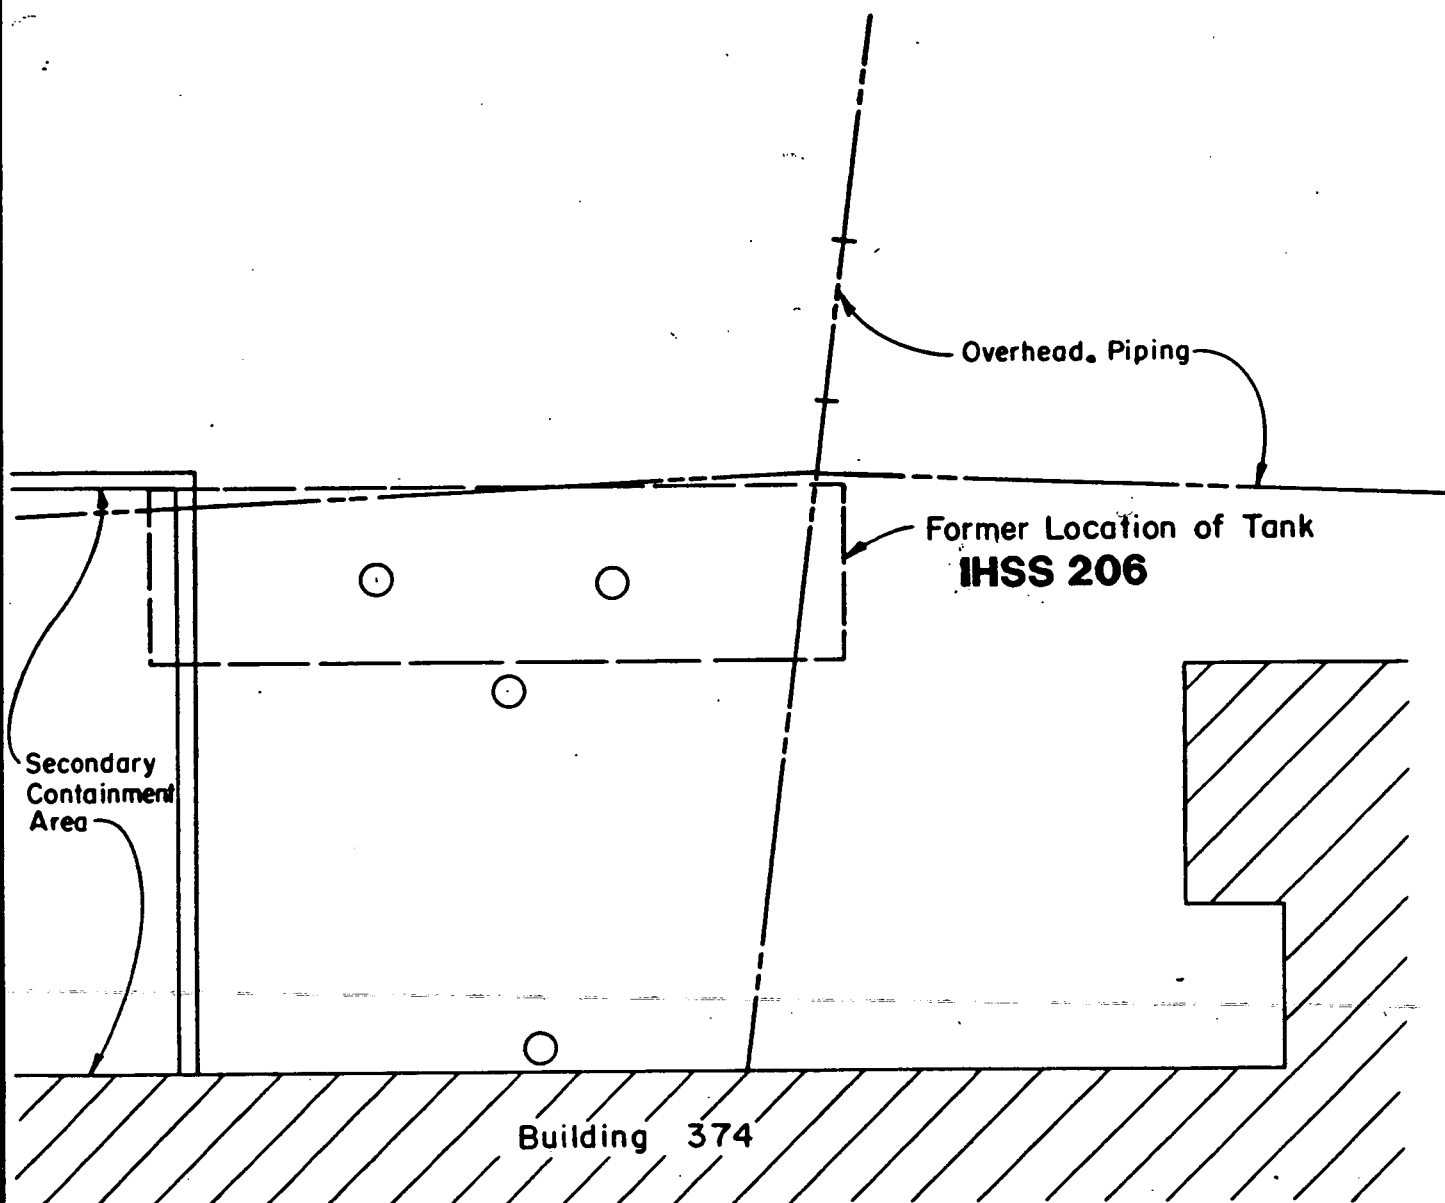 Overhead. Piping
Former Location of Tank
IHSS 206
Secondary
Containment
Area
Building 374